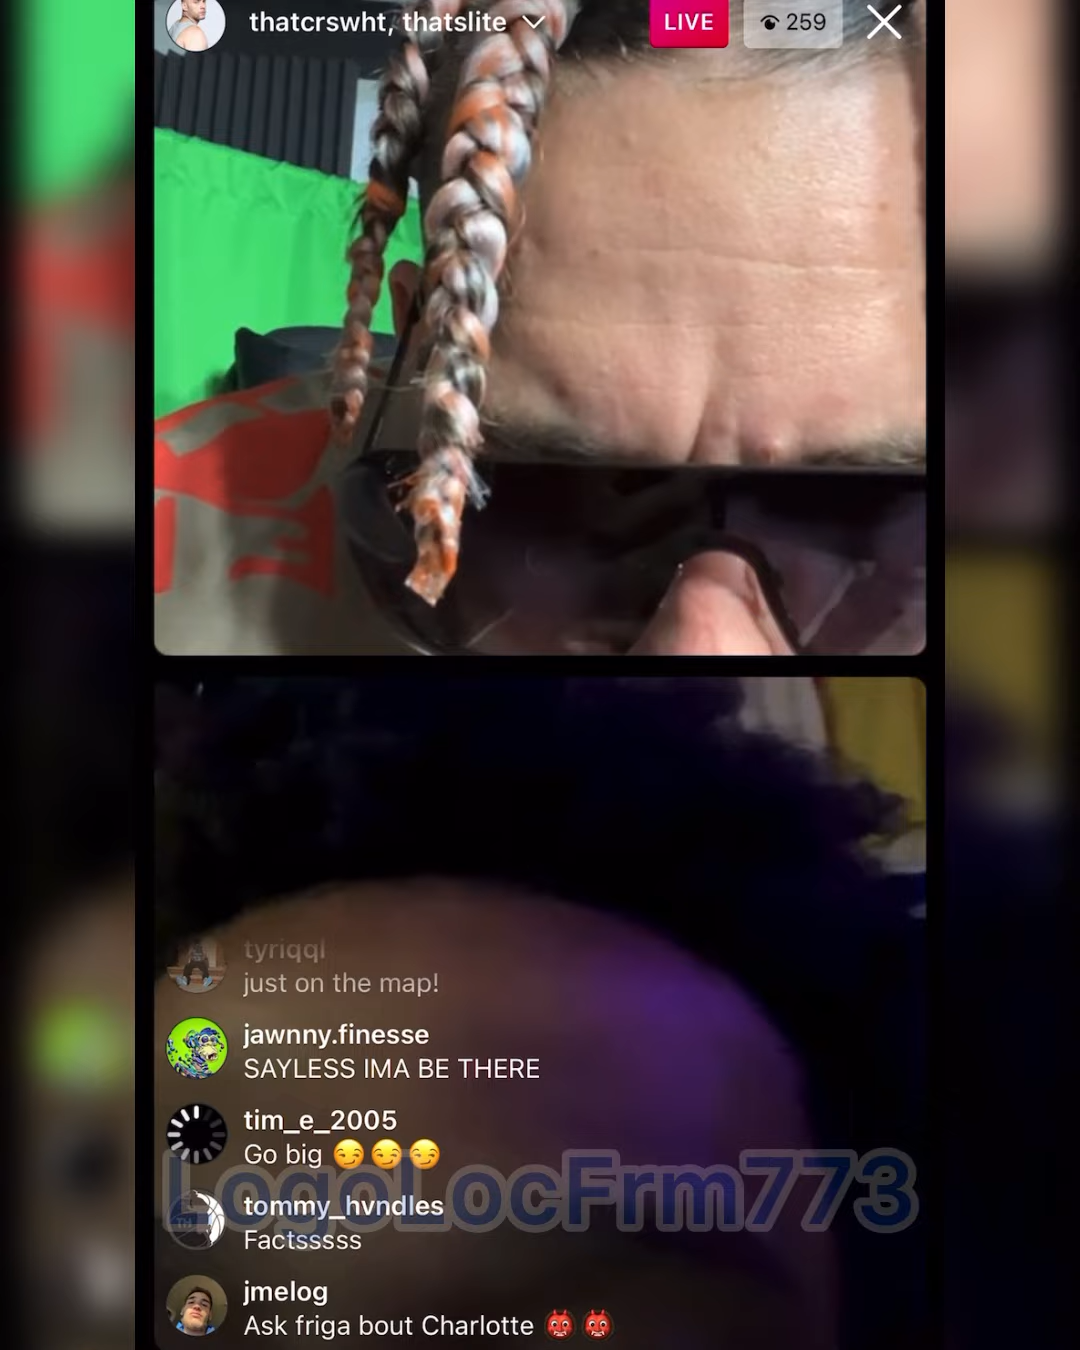 thatcrswht, thatslite
LIVE
259
tyriqql
just on the map!
jawnny.finesse
SAYLESS IMA BE THERE
tim_e_2005
Go big 😏😏😏
LogoLocFrm773
tommy_hvndles
Factsssss
TH
jmelog
Ask friga bout Charlotte 👹👹